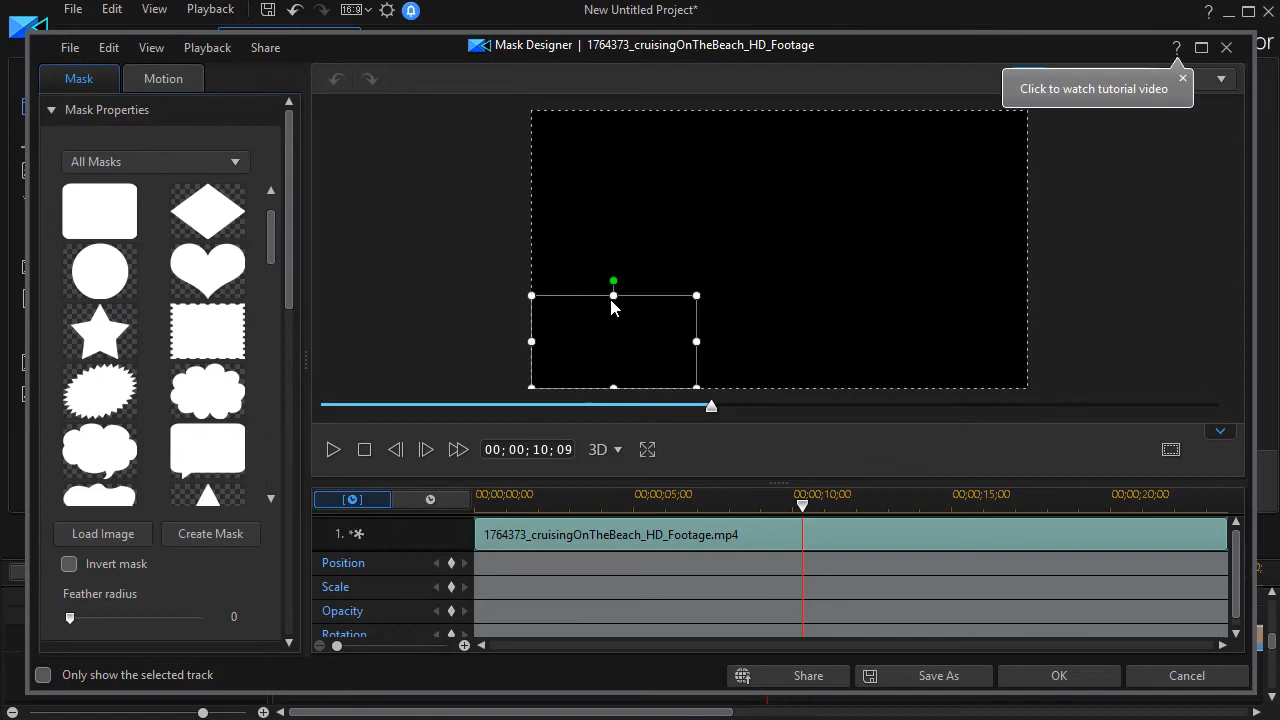 File Edit View Playback
16:9
New Untitled Project*
?
File Edit View Playback Share
Mask Designer | 1764373_cruisingOnTheBeach_HD_Footage
?
Mask Motion
Click to watch tutorial video
Mask Properties
All Masks
Load Image Create Mask
Invert mask
Feather radius
0
00; 00; 10; 09
3D
00;00;00;00 00;00;05;00 00;00;10;00 00;00;15;00 00;00;20;00
1. 1764373_cruisingOnTheBeach_HD_Footage.mp4
Position
Scale
Opacity
Rotation
Only show the selected track
Share Save As OK Cancel